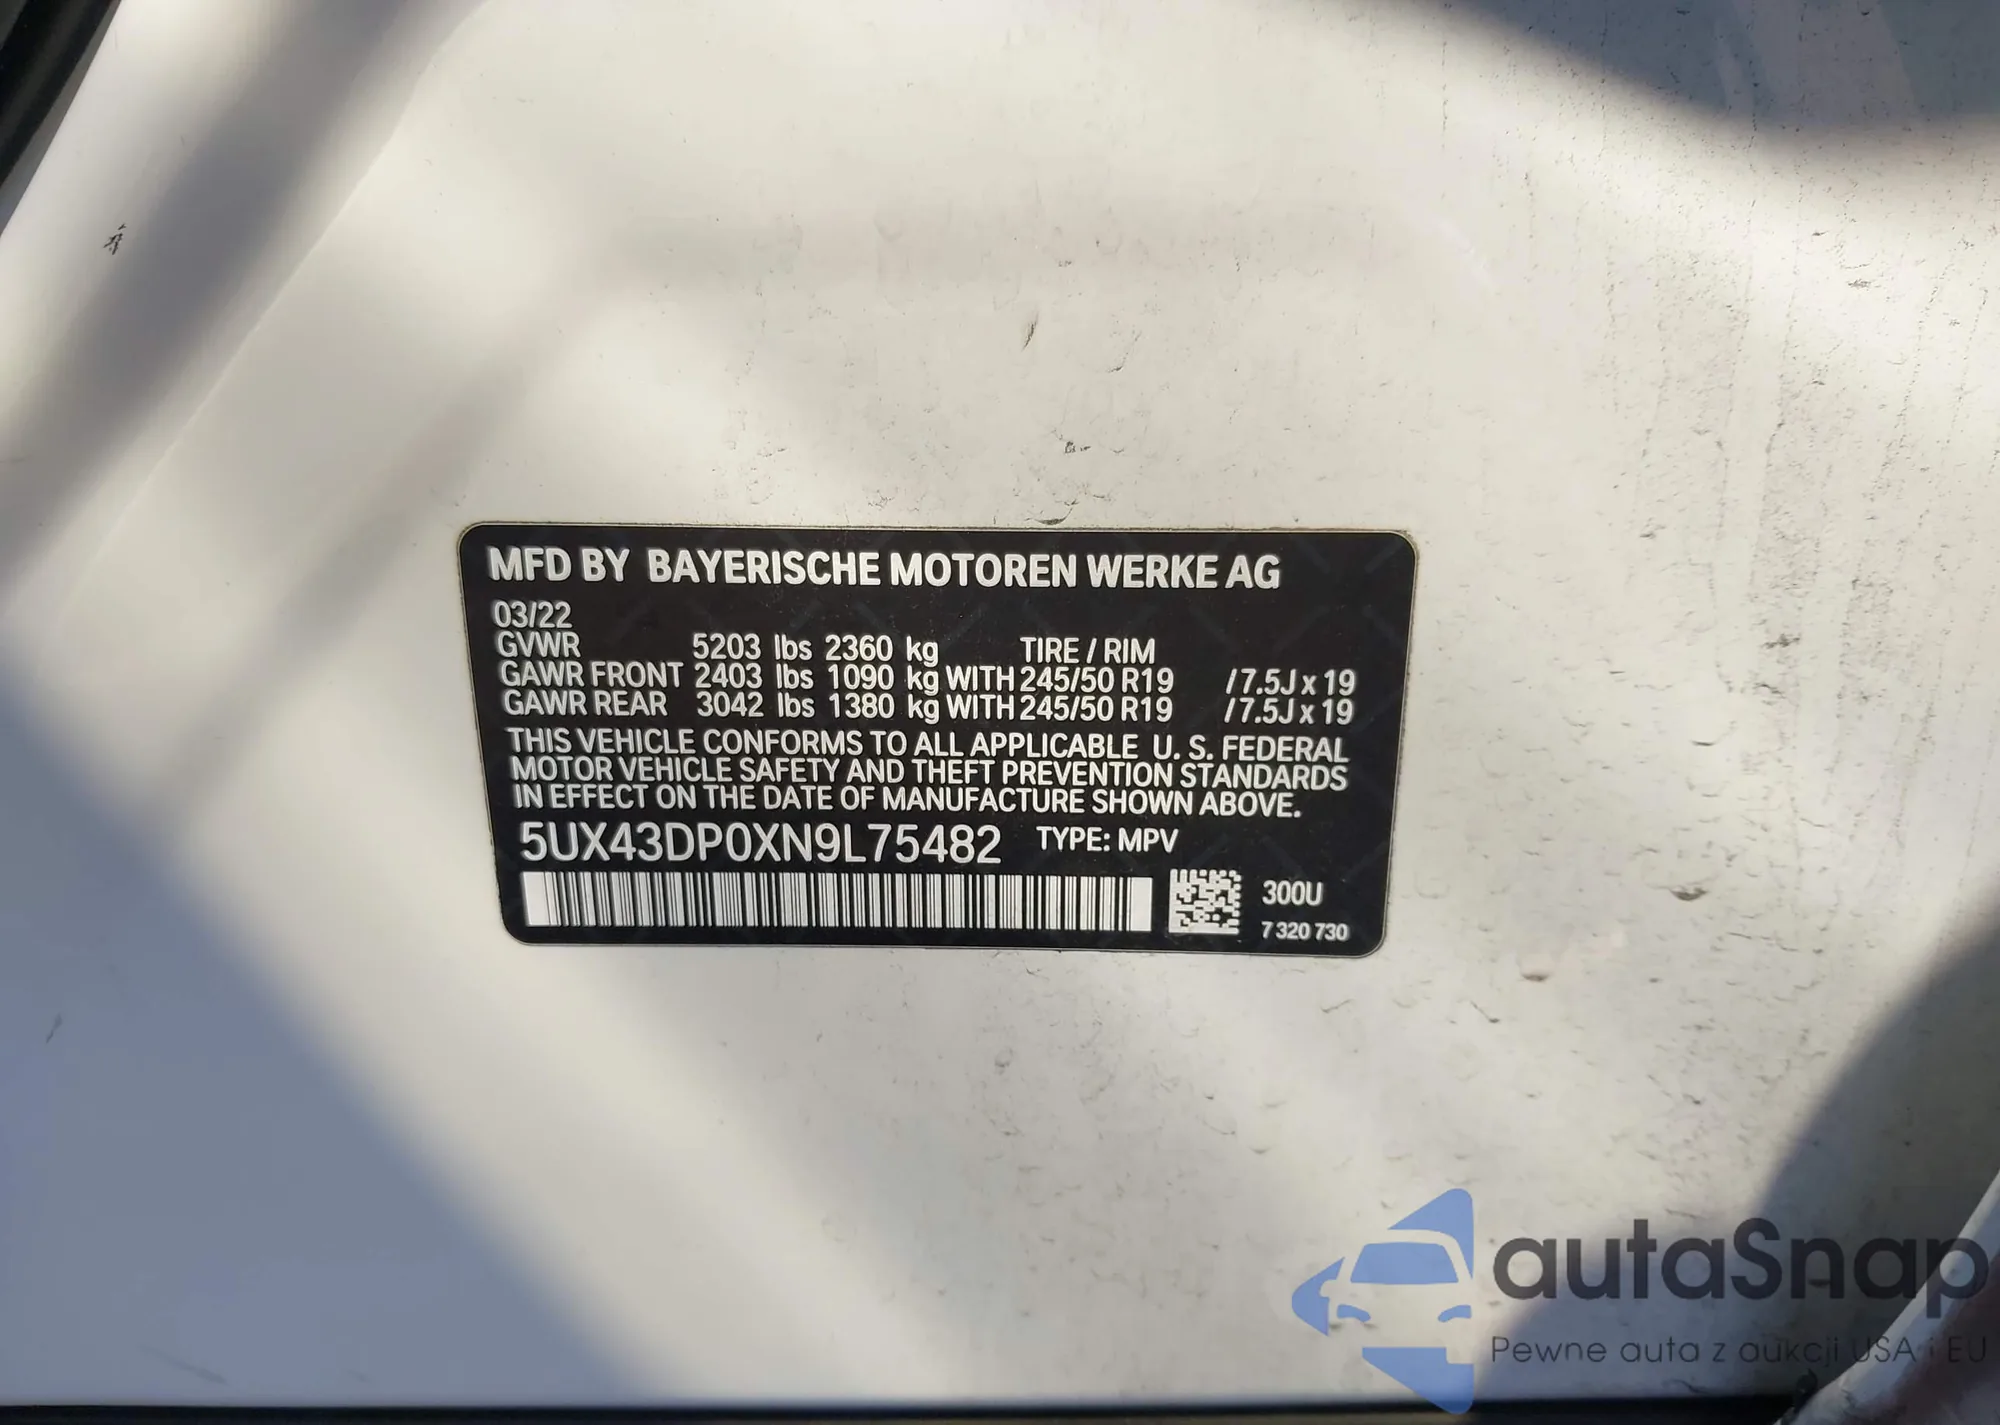 MFD BY BAYERISCHE MOTOREN WERKE AG
03/22
GVWR 5203 lbs 2360 kg TIRE / RIM
GAWR FRONT 2403 lbs 1090 kg WITH 245/50 R19 / 7.5J x 19
GAWR REAR 3042 lbs 1380 kg WITH 245/50 R19 / 7.5J x 19
THIS VEHICLE CONFORMS TO ALL APPLICABLE U. S. FEDERAL
MOTOR VEHICLE SAFETY AND THEFT PREVENTION STANDARDS
IN EFFECT ON THE DATE OF MANUFACTURE SHOWN ABOVE.
5UX43DP0XN9L75482 TYPE: MPV
300U
7 320 730
autaSnap
Pewne auta z aukcji USA i EU